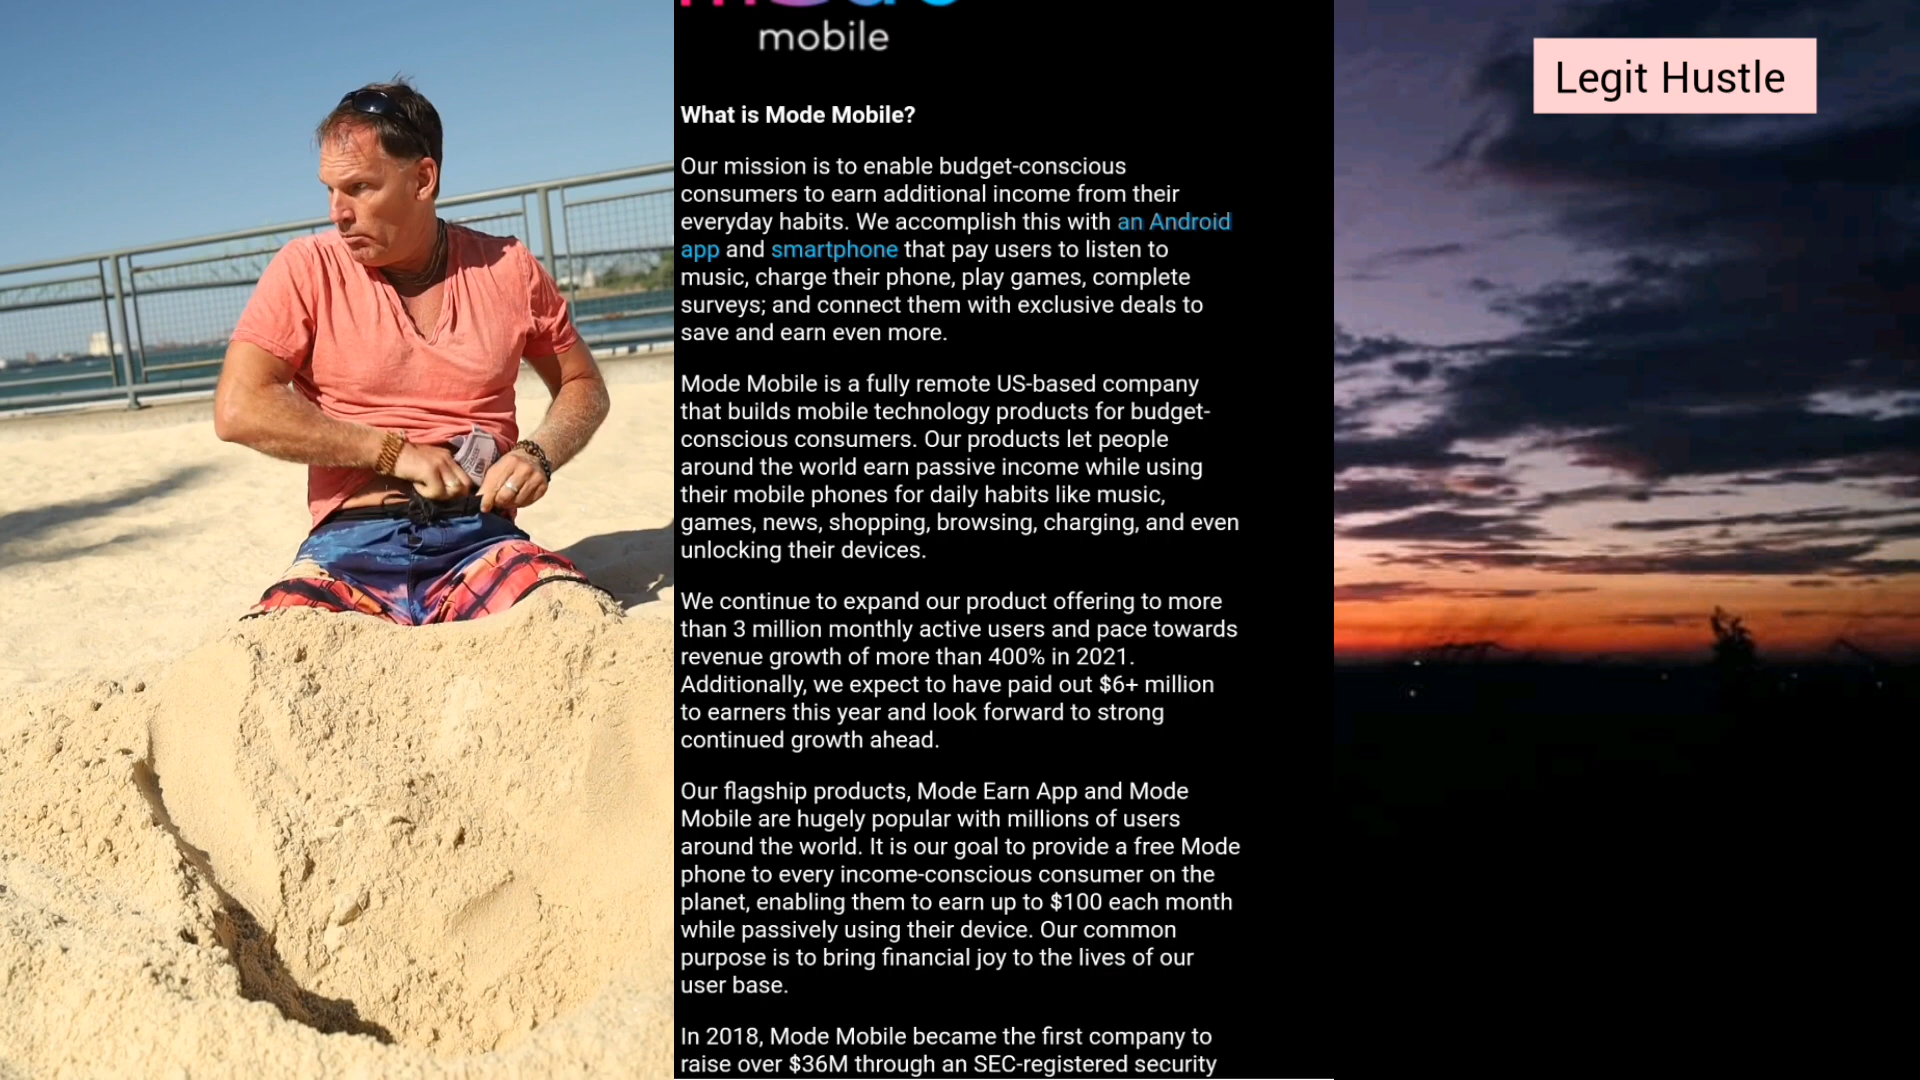 mobile
Legit Hustle
What is Mode Mobile?
Our mission is to enable budget-conscious
consumers to earn additional income from their
everyday habits. We accomplish this with an Android
app and smartphone that pay users to listen to
music, charge their phone, play games, complete
surveys; and connect them with exclusive deals to
save and earn even more.
Mode Mobile is a fully remote US-based company
that builds mobile technology products for budget-
conscious consumers. Our products let people
around the world earn passive income while using
their mobile phones for daily habits like music,
games, news, shopping, browsing, charging, and even
unlocking their devices.
We continue to expand our product offering to more
than 3 million monthly active users and pace towards
revenue growth of more than 400% in 2021.
Additionally, we expect to have paid out $6+ million
to earners this year and look forward to strong
continued growth ahead.
Our flagship products, Mode Earn App and Mode
Mobile are hugely popular with millions of users
around the world. It is our goal to provide a free Mode
phone to every income-conscious consumer on the
planet, enabling them to earn up to $100 each month
while passively using their device. Our common
purpose is to bring financial joy to the lives of our
user base.
In 2018, Mode Mobile became the first company to
raise over $36M through an SEC-registered security